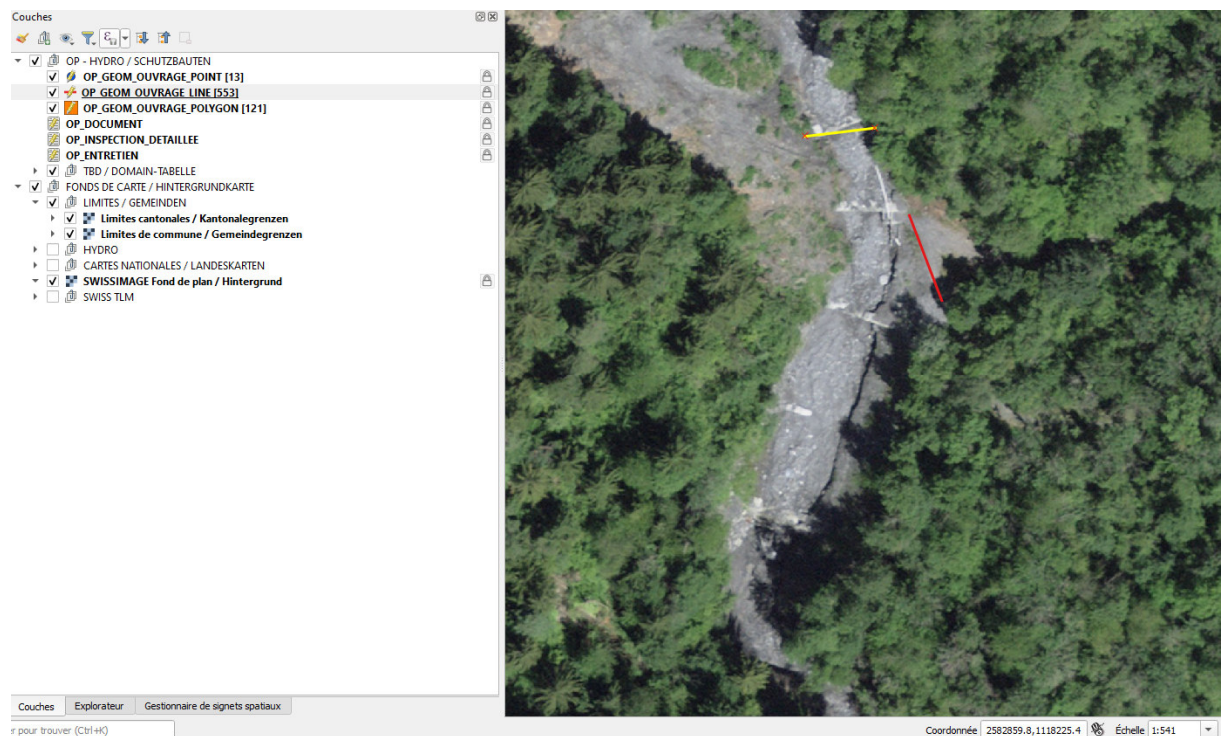 Couches
OP - HYDRO / SCHUTZBAUTEN
OP_GEOM_OUVRAGE_POINT [13]
OP_GEOM_OUVRAGE_LINE [553]
OP_GEOM_OUVRAGE_POLYGON [121]
OP_DOCUMENT
OP_INSPECTION_DETAILLEE
OP_ENTRETIEN
TBD / DOMAIN-TABELLE
FONDS DE CARTE / HINTERGRUNDKARTE
LIMITES / GEMEINDEN
Limites cantonales / Kantonalegrenzen
Limites de commune / Gemeindegrenzen
HYDRO
CARTES NATIONALES / LANDESKARTEN
SWISSIMAGE Fond de plan / Hintergrund
SWISS TLM
Couches Explorateur Gestionnaire de signets spatiaux
er pour trouver (Ctrl+K) Coordonnée 2582859.8,1118225.4 Échelle 1:541